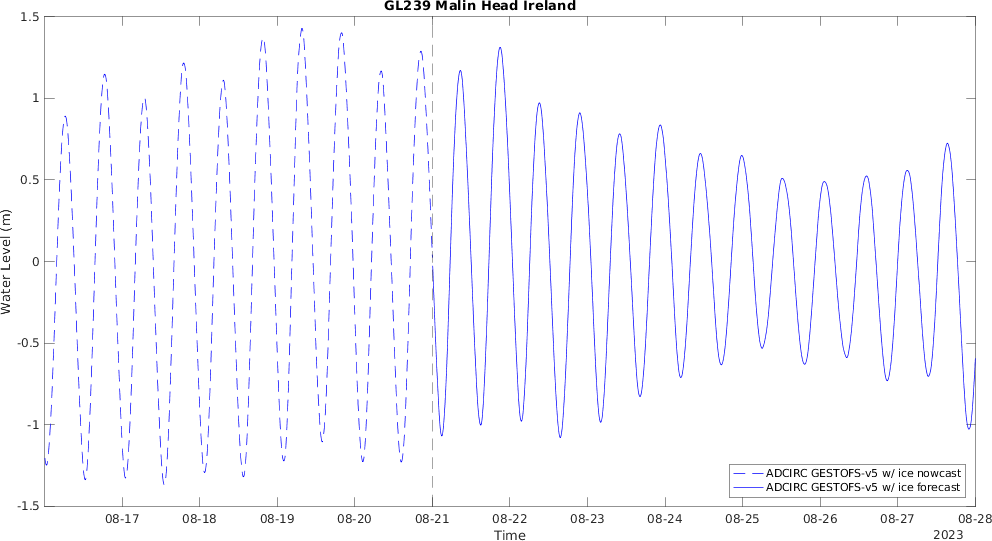 GL239 Malin Head Ireland
1.5
1
0.5
0
-0.5
-1
-1.5
Water Level (m)
08-17 08-18 08-19 08-20 08-21 08-22 08-23 08-24 08-25 08-26 08-27 08-28
Time
2023
ADCIRC GESTOFS-v5 w/ ice nowcast
ADCIRC GESTOFS-v5 w/ ice forecast